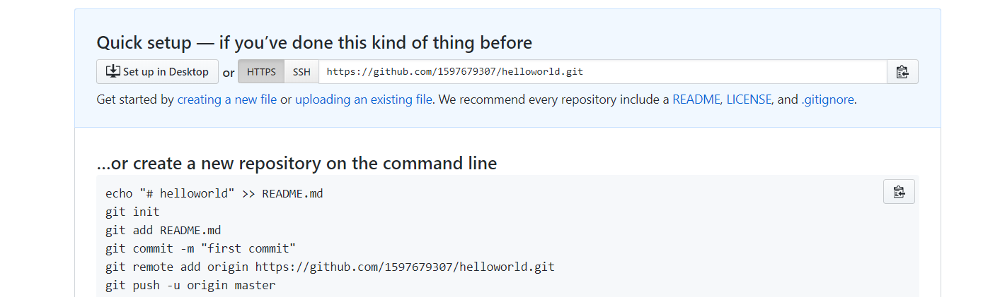 Quick setup — if you’ve done this kind of thing before
Set up in Desktop or HTTPS SSH https://github.com/1597679307/helloworld.git
Get started by creating a new file or uploading an existing file. We recommend every repository include a README, LICENSE, and .gitignore.
…or create a new repository on the command line
echo "# helloworld" >> README.md
git init
git add README.md
git commit -m "first commit"
git remote add origin https://github.com/1597679307/helloworld.git
git push -u origin master